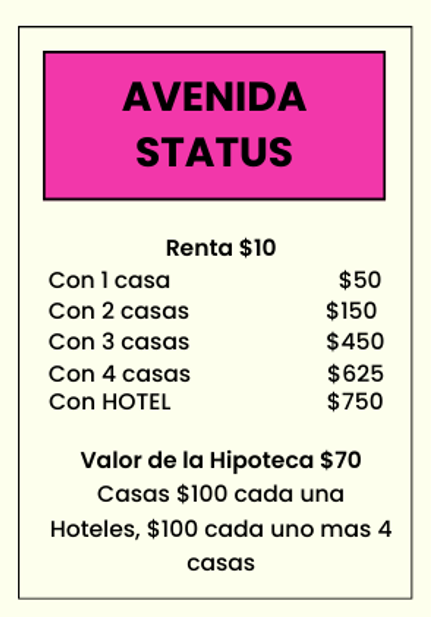 AVENIDA
STATUS
Renta $10
Con 1 casa $50
Con 2 casas $150
Con 3 casas $450
Con 4 casas $625
Con HOTEL $750
Valor de la Hipoteca $70
Casas $100 cada una
Hoteles, $100 cada uno mas 4
casas